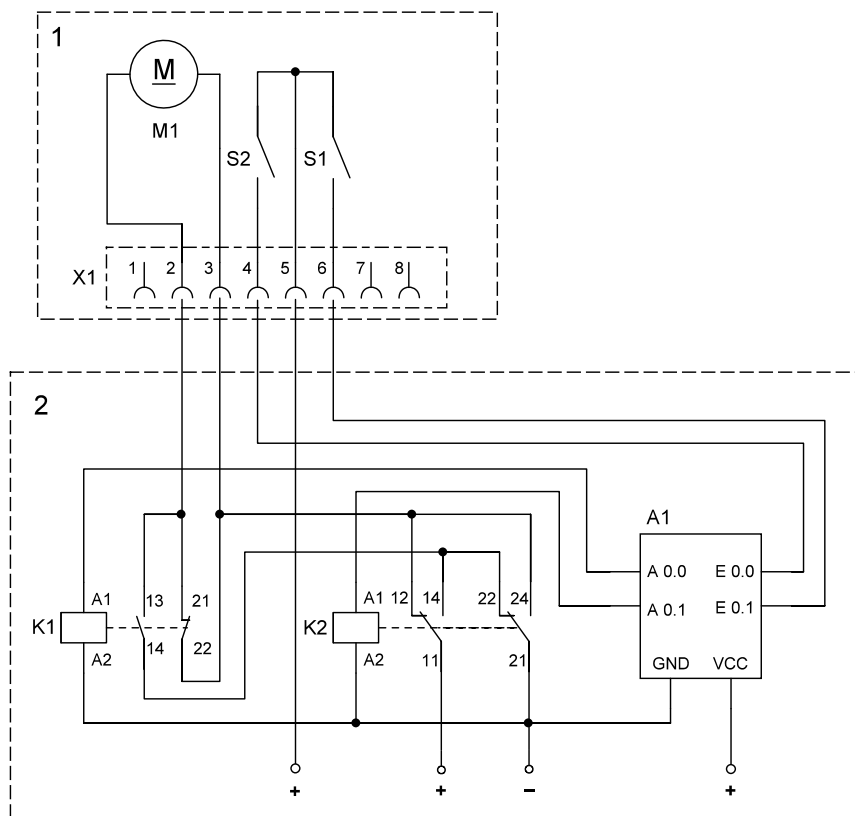 1
M
M1
S2 S1
X1 1 2 3 4 5 6 7 8
2
A1
A 0.0 E 0.0
A 0.1 E 0.1
GND VCC
K1 A1 13 21
A2 14 22
K2 A1 12 14 22 24
A2 11 21
+ + – +